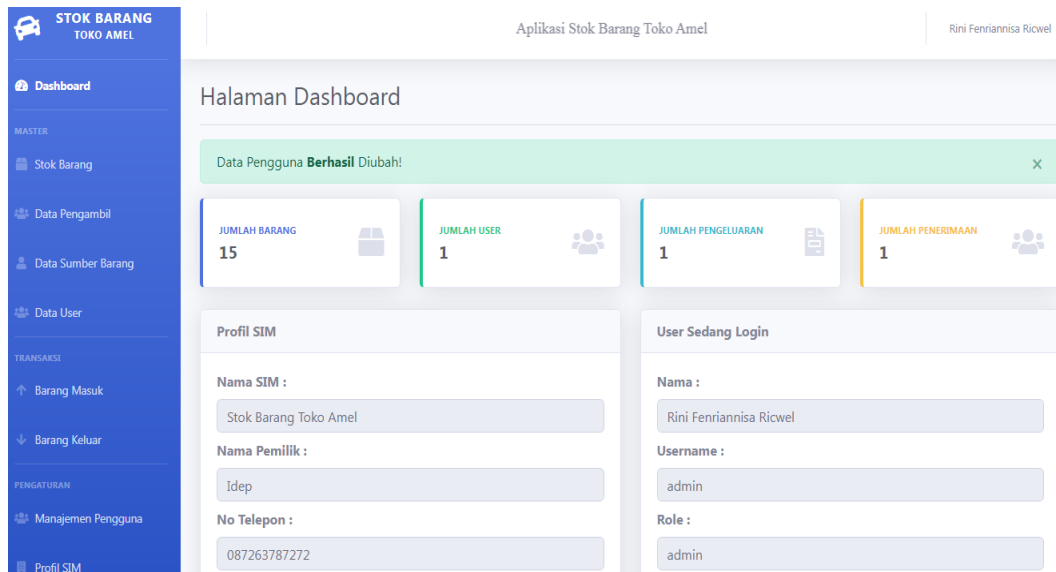 STOK BARANG
TOKO AMEL
Dashboard
MASTER
Stok Barang
Data Pengambil
Data Sumber Barang
Data User
TRANSAKSI
Barang Masuk
Barang Keluar
PENGATURAN
Manajemen Pengguna
Profil SIM
Aplikasi Stok Barang Toko Amel
Rini Fenriannisa Ricwel
Halaman Dashboard
Data Pengguna Berhasil Diubah!
×
JUMLAH BARANG
15
JUMLAH USER
1
JUMLAH PENGELUARAN
1
JUMLAH PENERIMAAN
1
Profil SIM
Nama SIM :
Stok Barang Toko Amel
Nama Pemilik :
Idep
No Telepon :
087263787272
User Sedang Login
Nama :
Rini Fenriannisa Ricwel
Username :
admin
Role :
admin